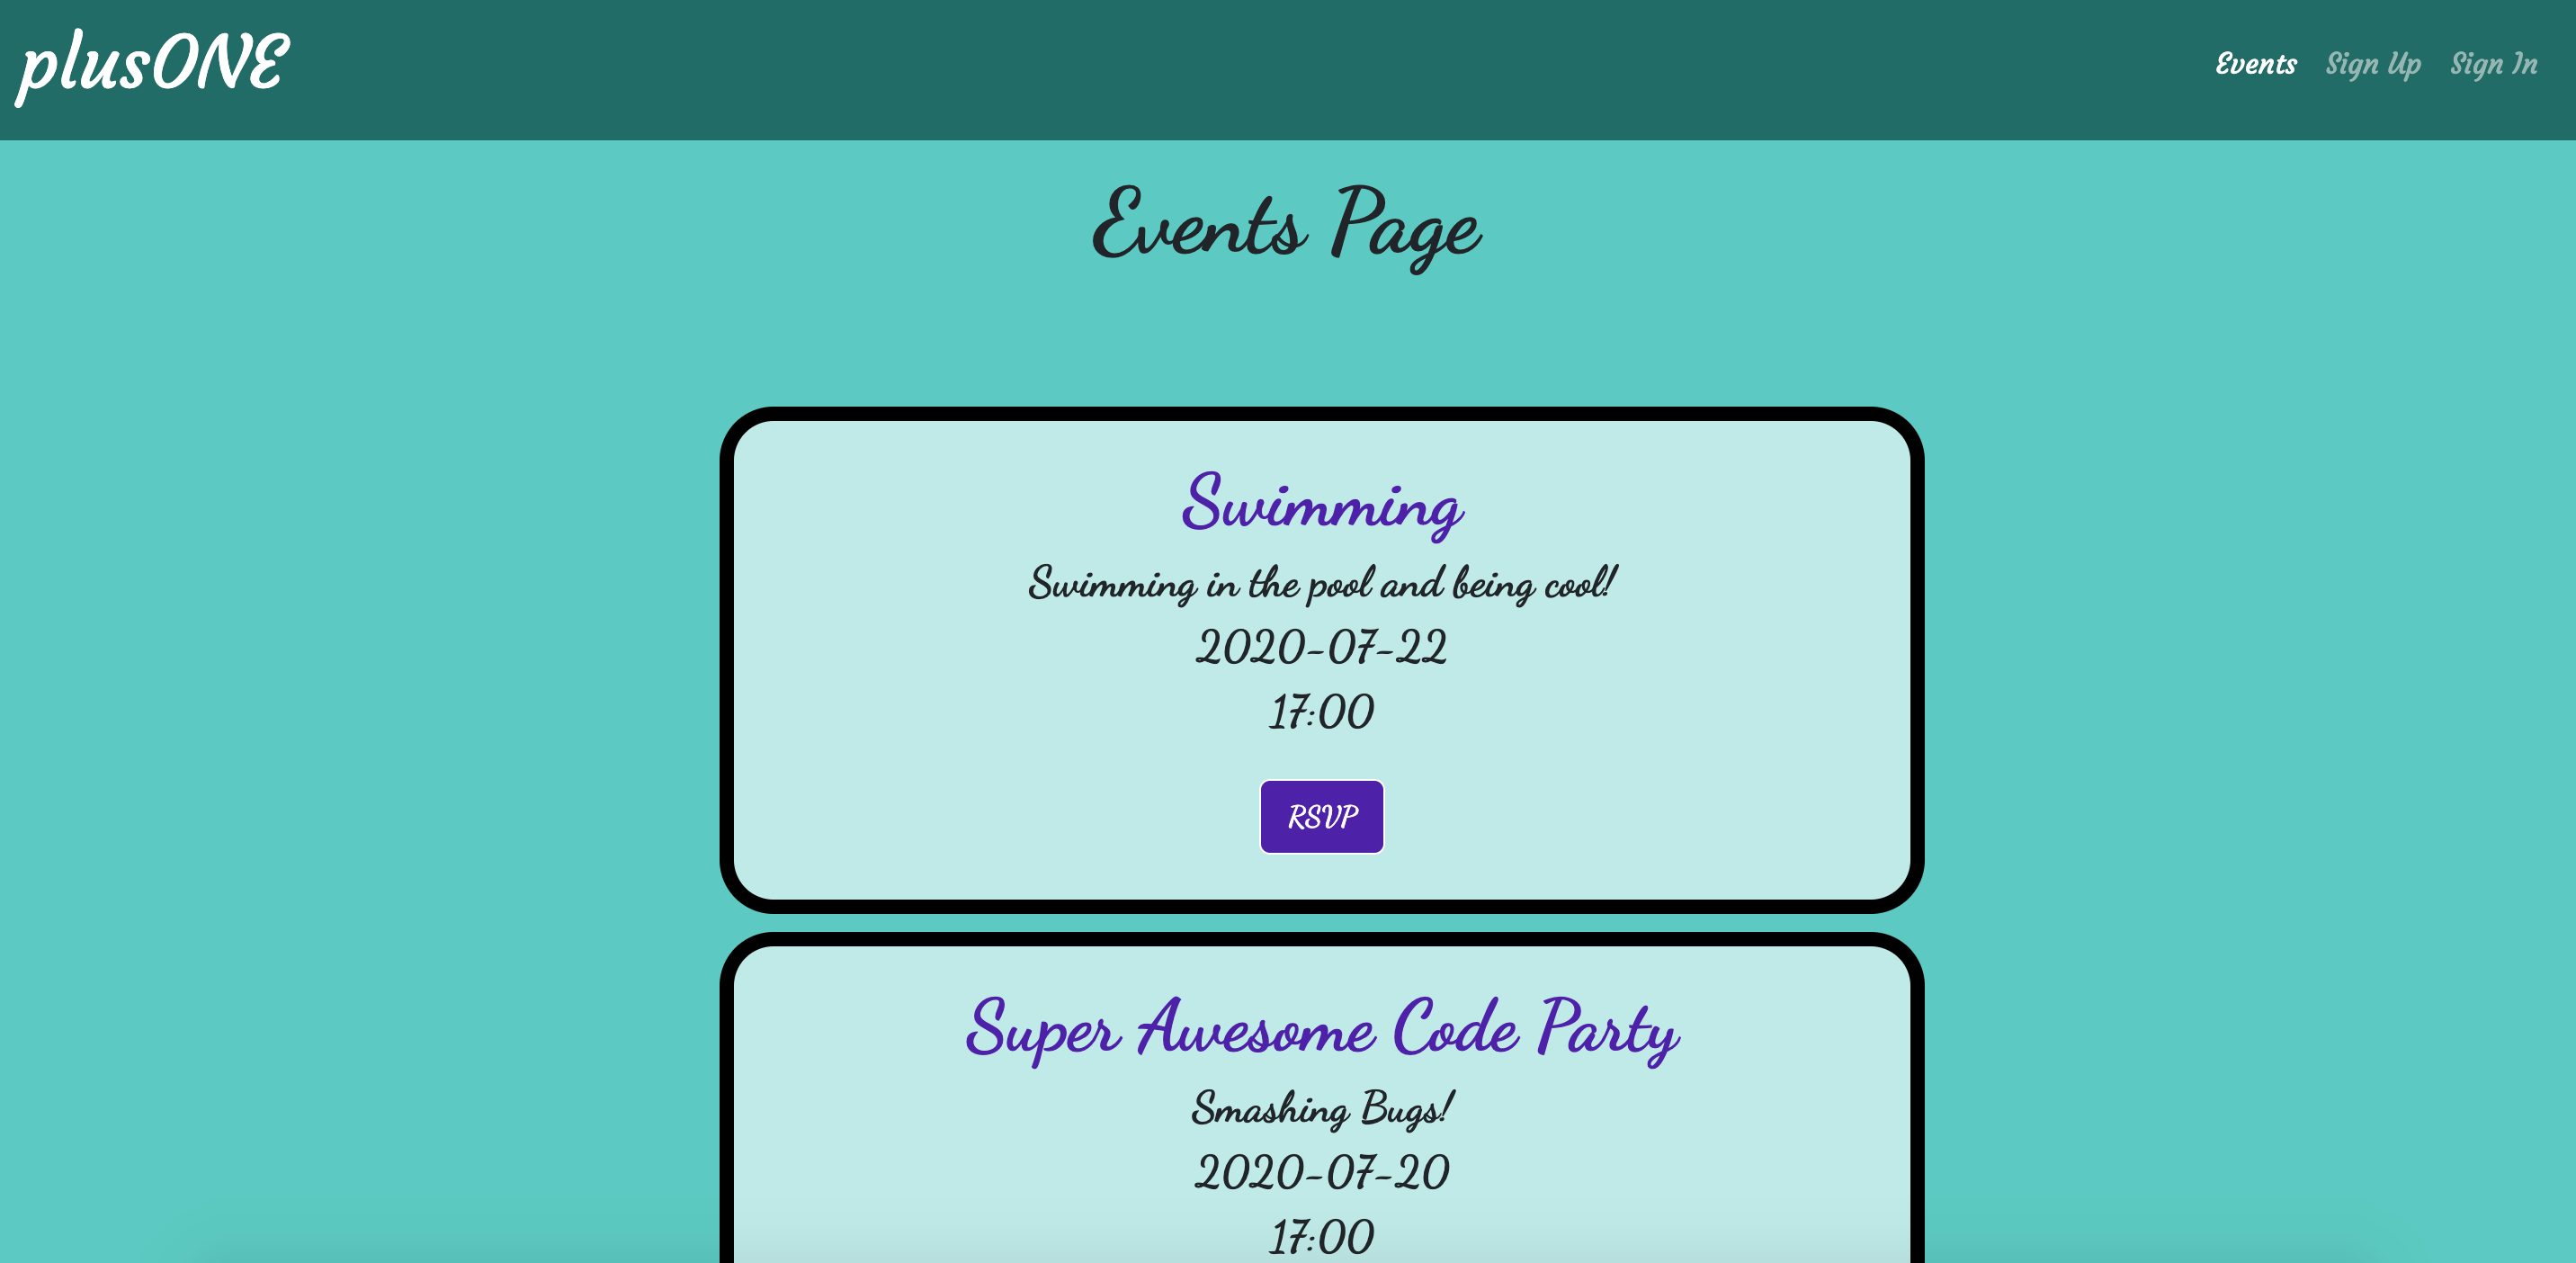 plusONE
Events Sign Up Sign In
Events Page
Swimming
Swimming in the pool and being cool!
2020-07-22
17:00
RSVP
Super Awesome Code Party
Smashing Bugs!
2020-07-20
17:00